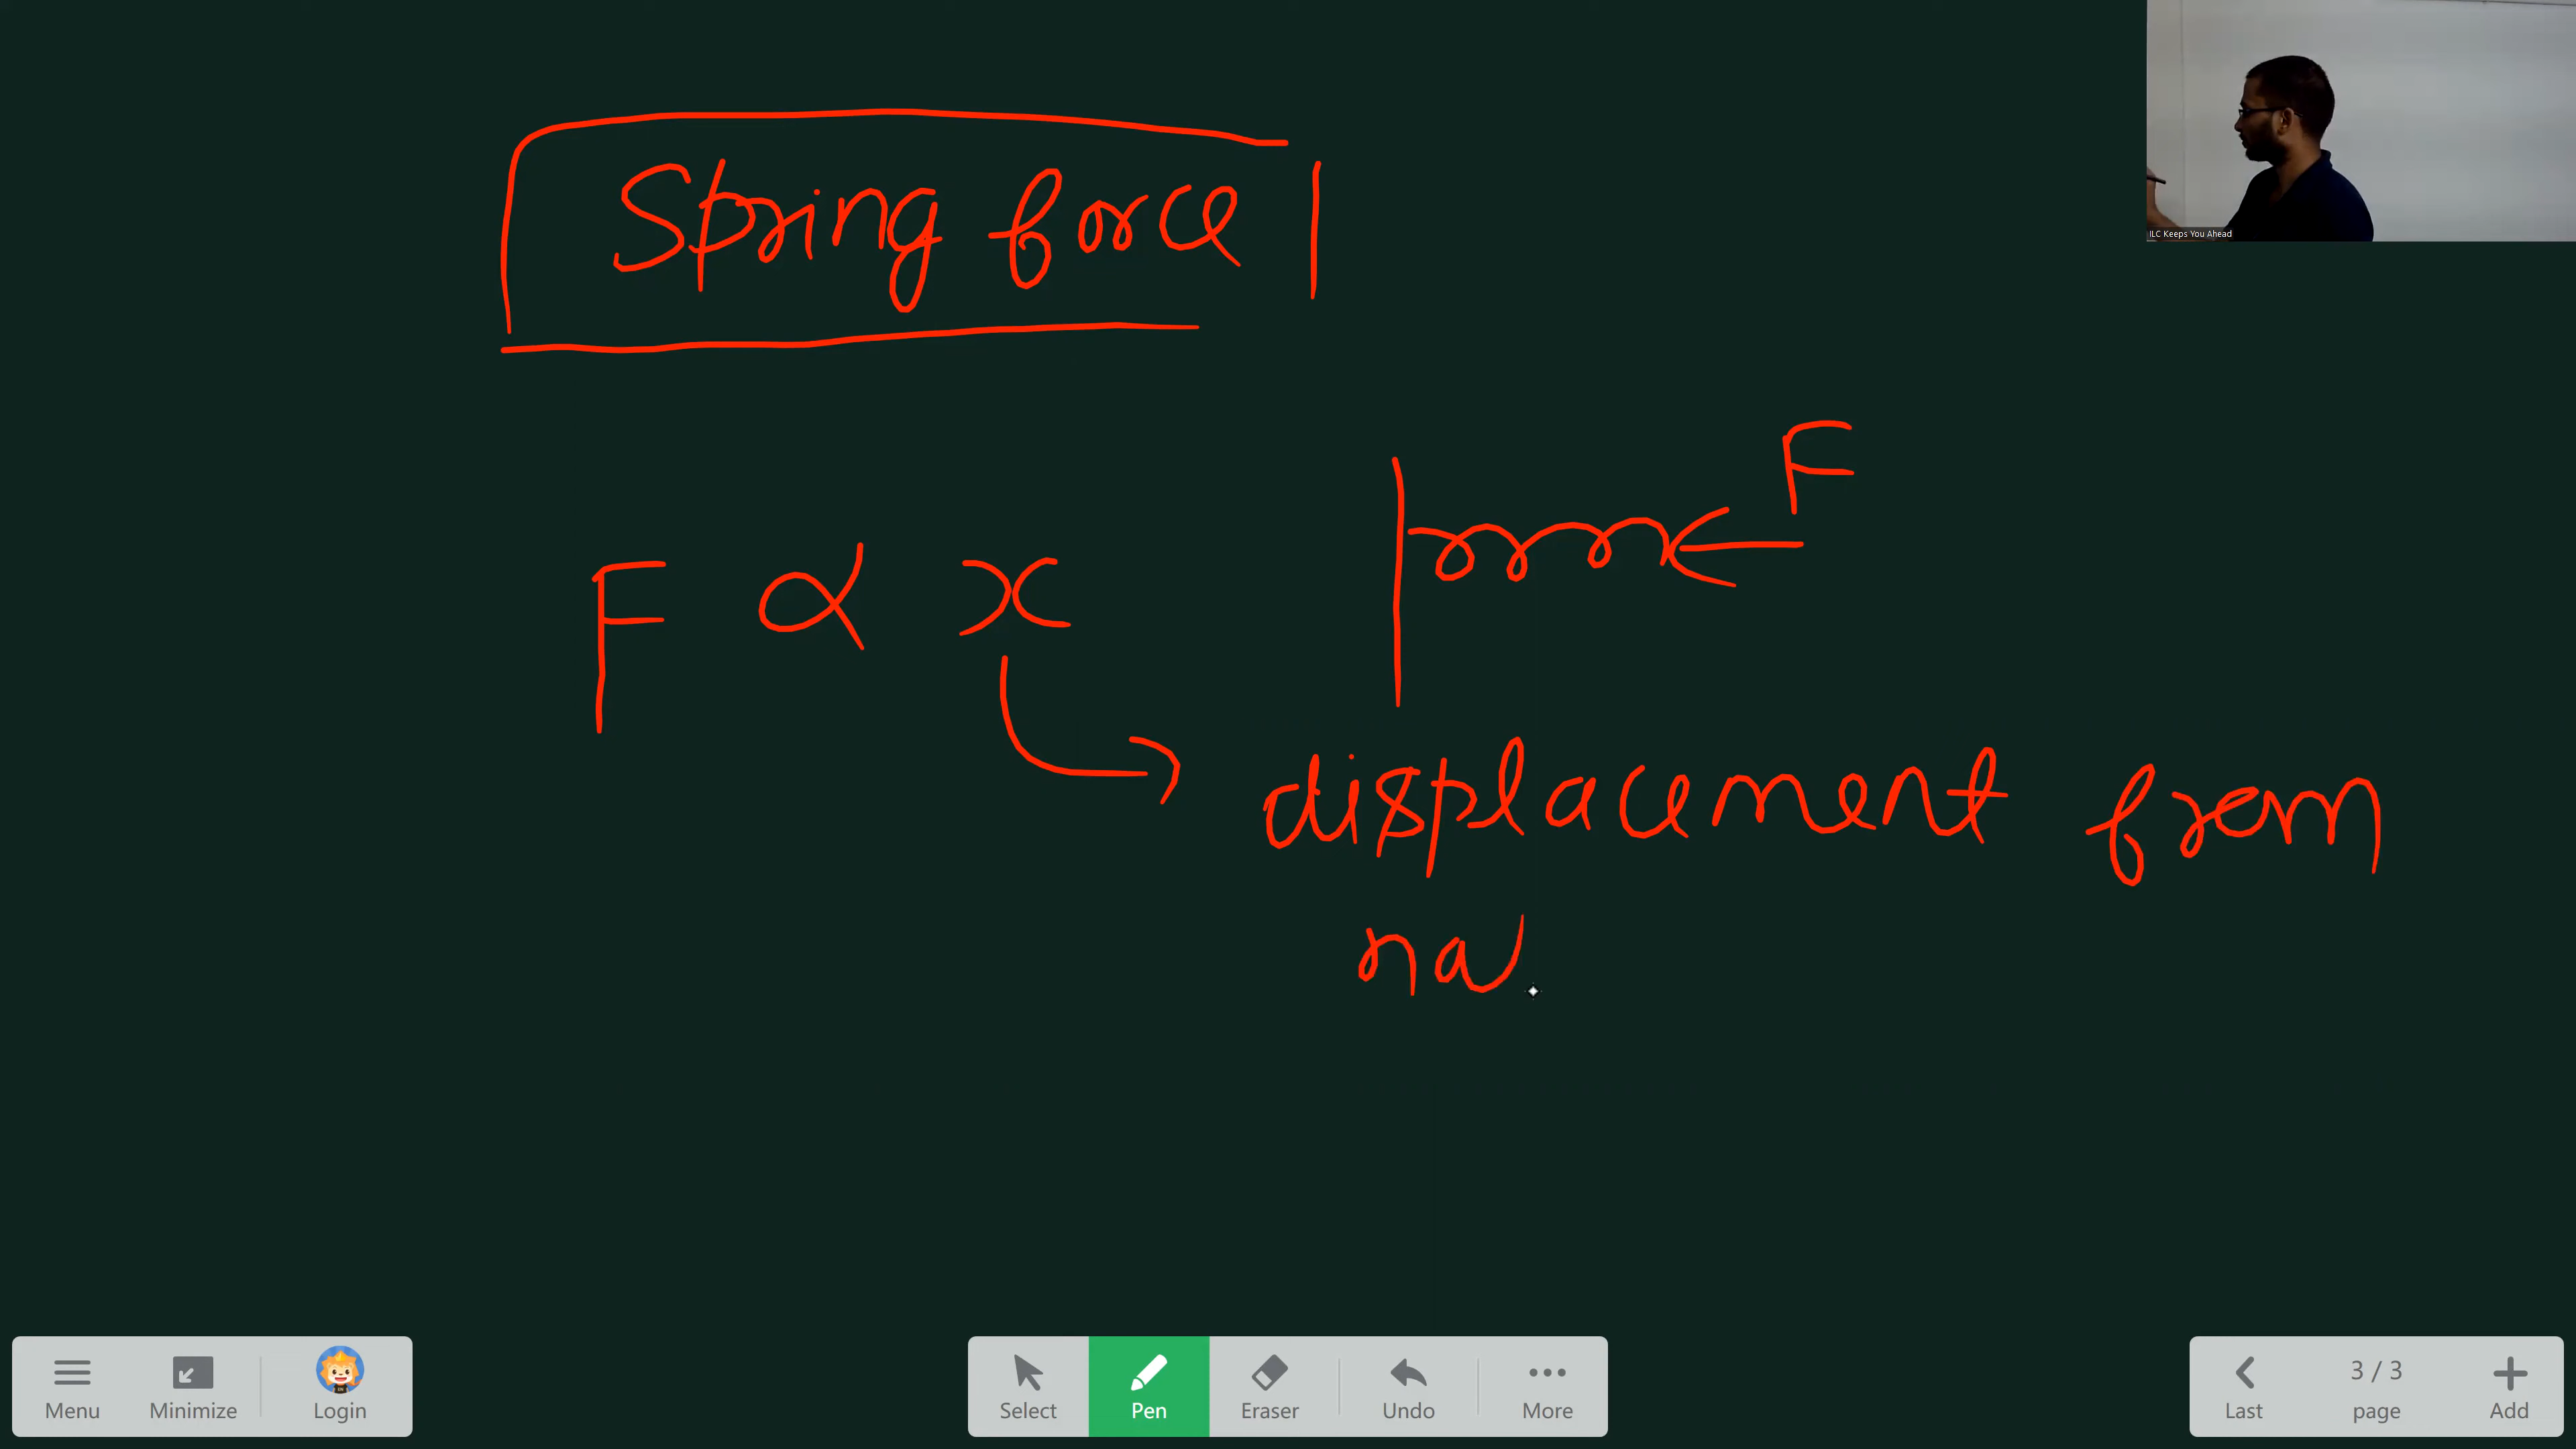 Spring force
F
F ∝ x
displacement from
na
ILC Keeps You Ahead
Menu Minimize Login Select Pen Eraser Undo More Last 3 / 3 page Add